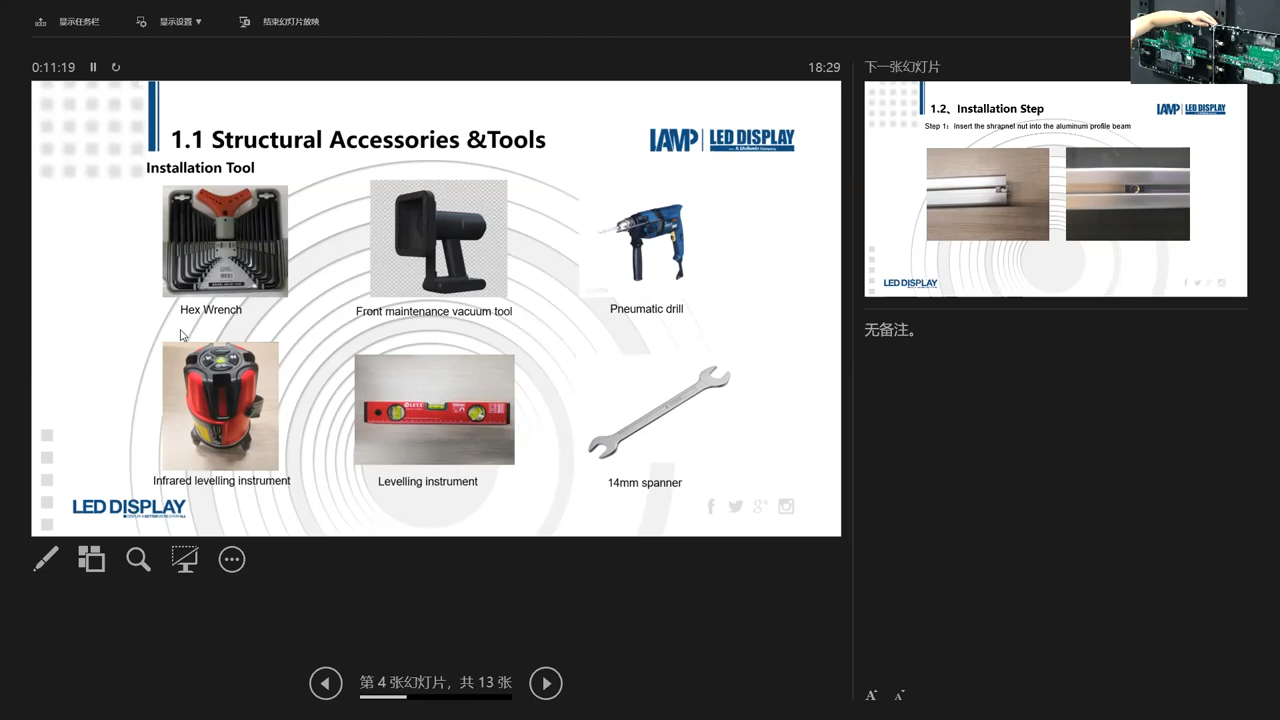 显示任务栏
显示设置 ▼
结束幻灯片放映
0:11:19
18:29
下一张幻灯片
1.1 Structural Accessories &Tools
LAMP | LED DISPLAY
Installation Tool
Hex Wrench
Front maintenance vacuum tool
Pneumatic drill
Infrared levelling instrument
Levelling instrument
14mm spanner
LED DISPLAY
1.2、Installation Step
LAMP | LED DISPLAY
Step 1：Insert the shrapnel nut into the aluminum profile beam
LED DISPLAY
无备注。
第 4 张幻灯片，共 13 张